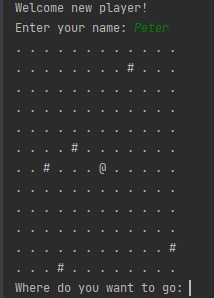 Welcome new player!
Enter your name: Peter
. . . . . . . . . . . .
. . . . . . . . # . . .
. . . . . . . . . . . .
. . . . . . . . . . . .
. . . . . . . . . . . .
. . . . # . . . . . . .
. . # . . . @ . . . . .
. . . . . . . . . . . .
. . . . . . . . . . . .
. . . . . . . . . . . .
. . . . . . . . . . . #
. . . # . . . . . . . .
Where do you want to go: